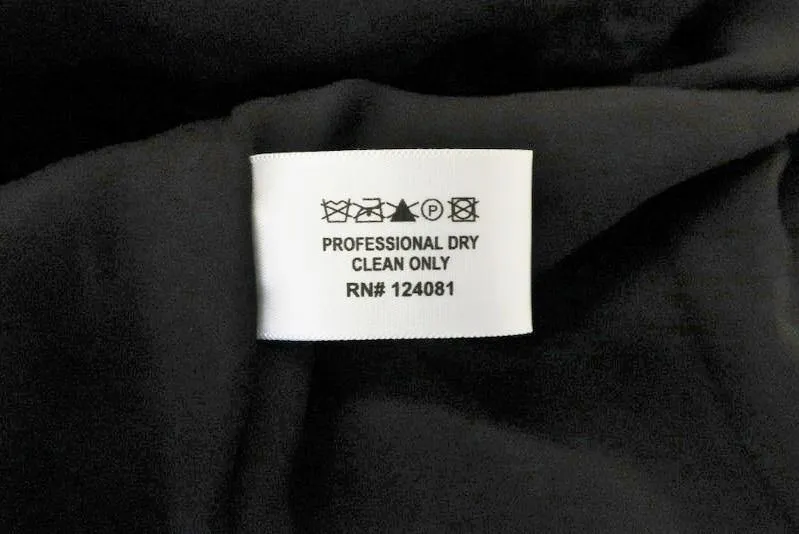 P
PROFESSIONAL DRY
CLEAN ONLY
RN# 124081